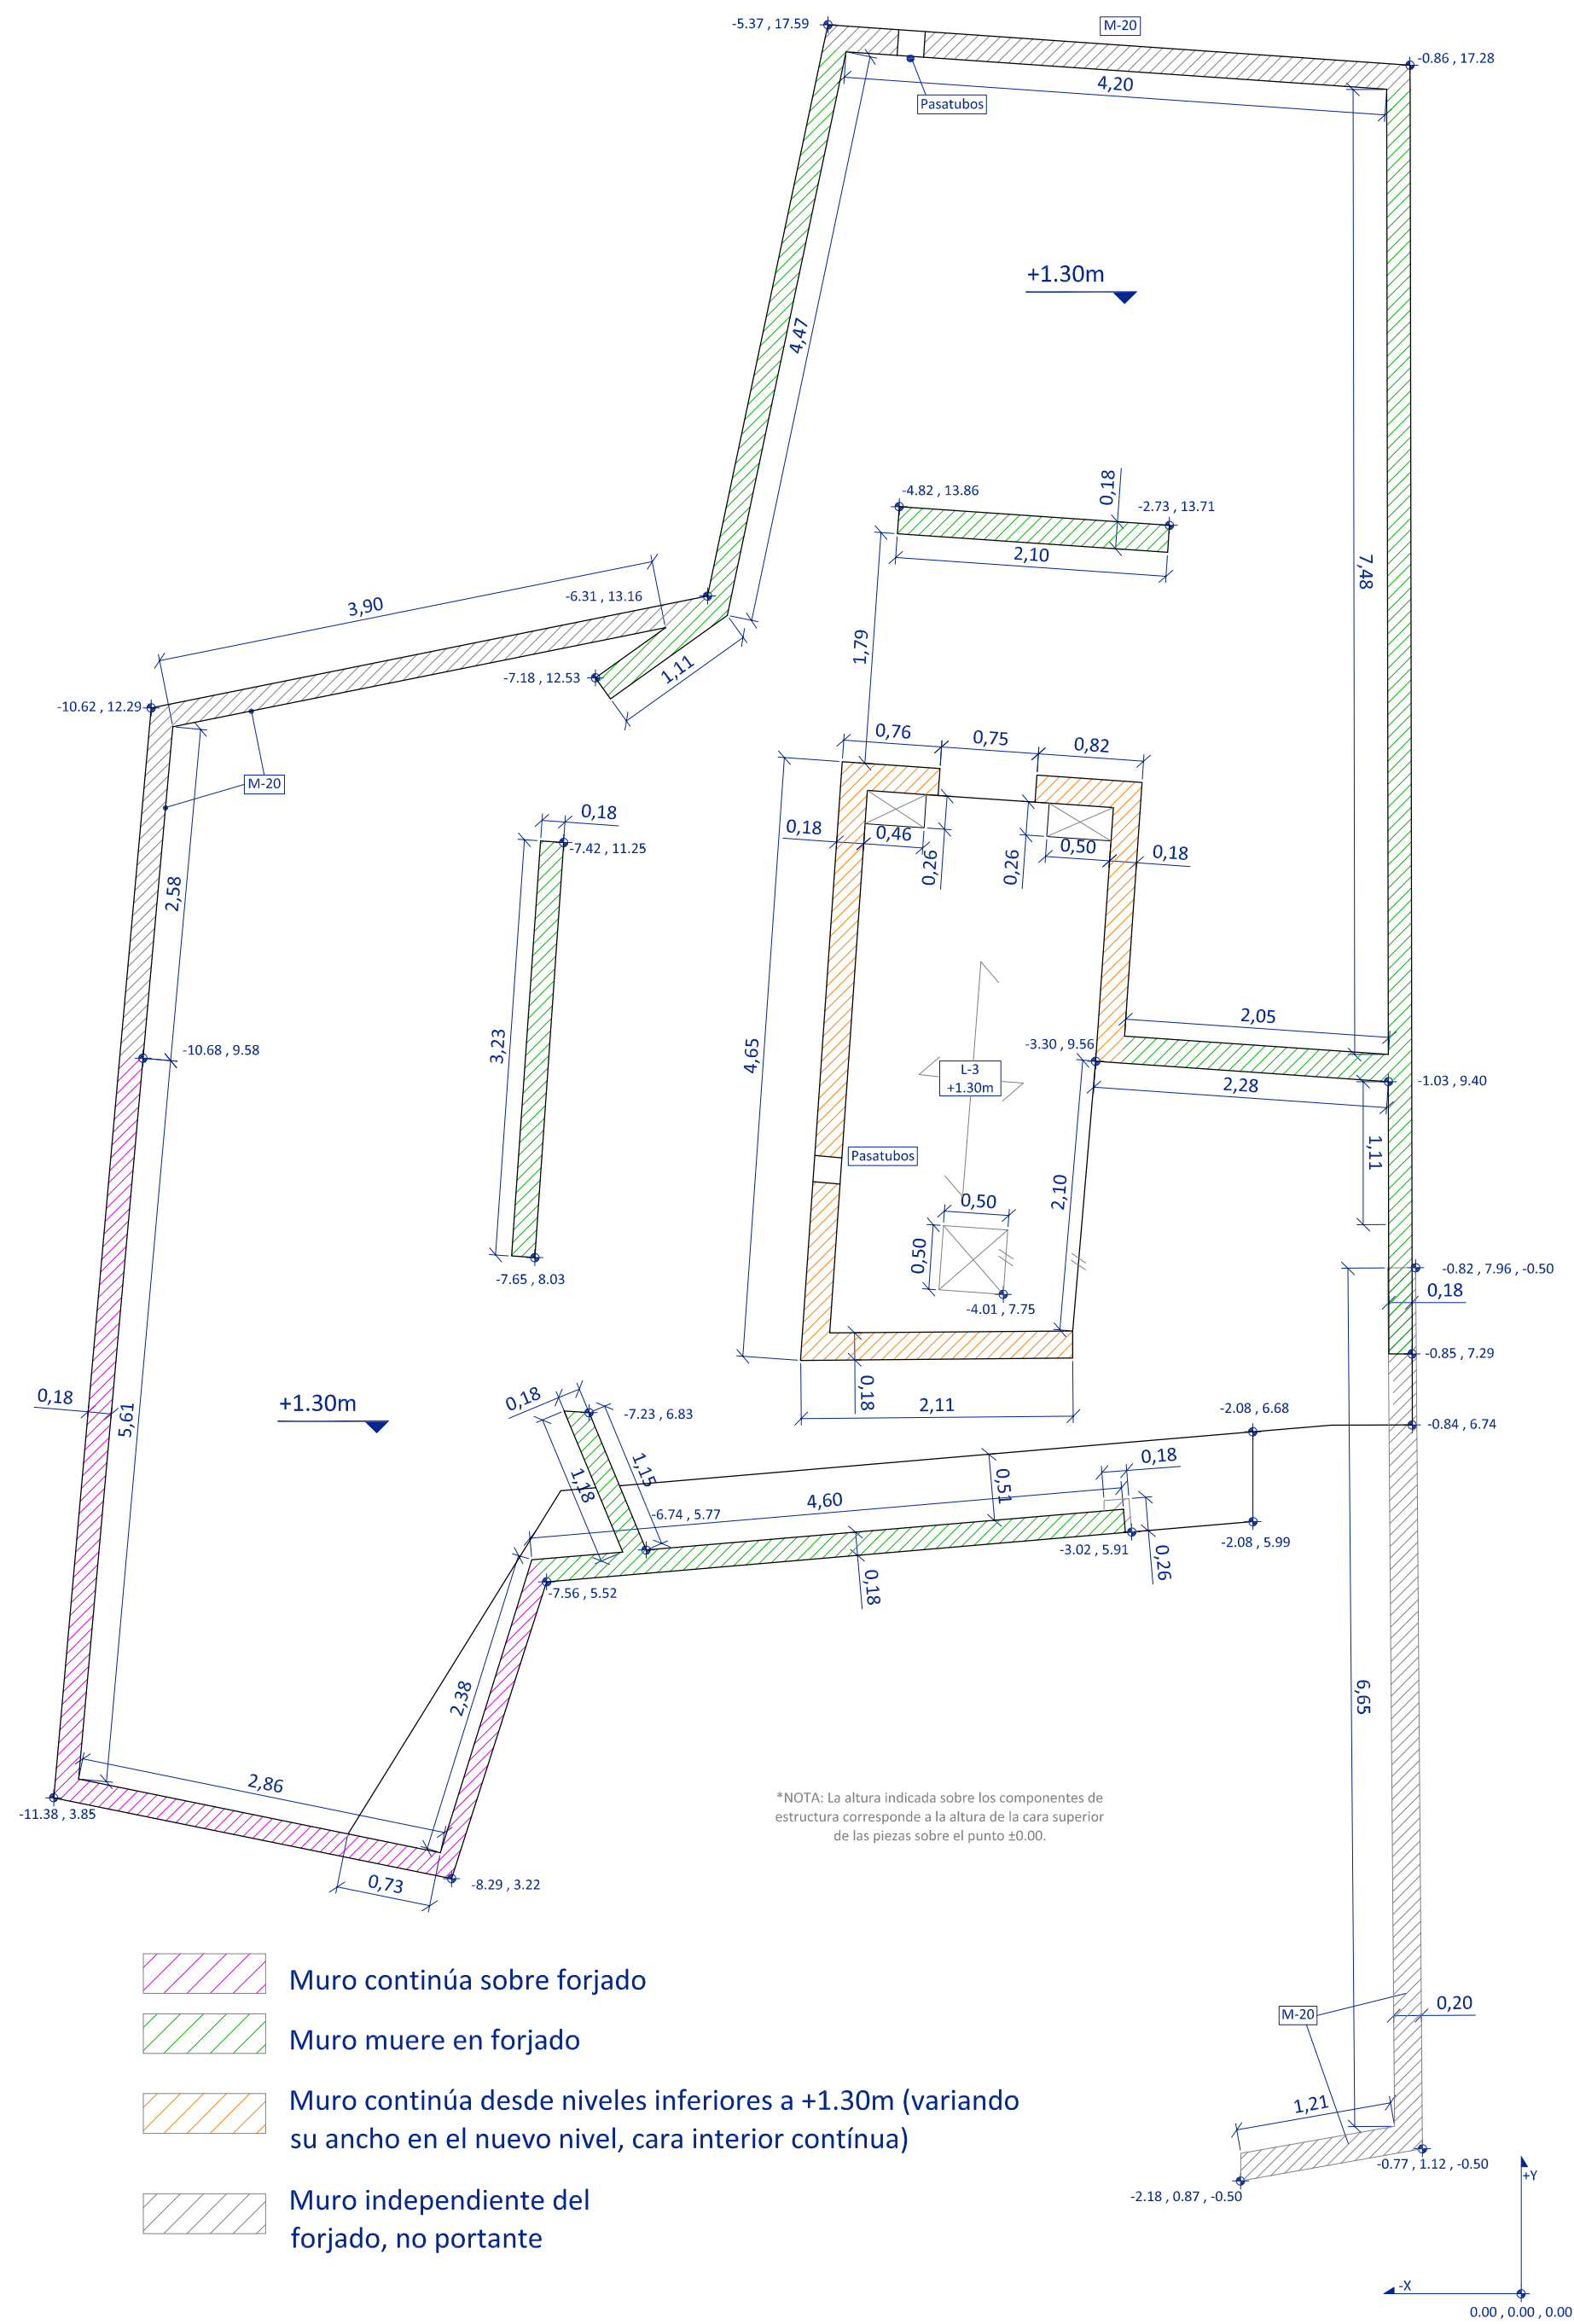 -5.37 , 17.59
M-20
-0.86 , 17.28
4,20
Pasatubos
+1.30m
4,47
7,48
-4.82 , 13.86
0,18
-2.73 , 13.71
2,10
3,90
-6.31 , 13.16
1,79
-7.18 , 12.53
1,11
-10.62 , 12.29
M-20
0,76
0,75
0,82
0,18
0,18
0,46
0,26
0,26
0,50
0,18
-7.42 , 11.25
2,58
3,23
4,65
2,05
-3.30 , 9.56
-10.68 , 9.58
L-3
+1.30m
2,28
-1.03 , 9.40
1,11
Pasatubos
2,10
0,50
0,50
-4.01 , 7.75
-7.65 , 8.03
-0.82 , 7.96 , -0.50
0,18
-0.85 , 7.29
0,18
5,61
+1.30m
0,18
-7.23 , 6.83
0,18
2,11
-2.08 , 6.68
-0.84 , 6.74
1,15
1,18
0,51
0,18
4,60
-6.74 , 5.77
-3.02 , 5.91
-2.08 , 5.99
0,26
0,18
-7.56 , 5.52
2,38
6,65
2,86
-11.38 , 3.85
*NOTA: La altura indicada sobre los componentes de
estructura corresponde a la altura de la cara superior
de las piezas sobre el punto ±0.00.
0,73
-8.29 , 3.22
Muro continúa sobre forjado
Muro muere en forjado
Muro continúa desde niveles inferiores a +1.30m (variando
su ancho en el nuevo nivel, cara interior contínua)
Muro independiente del
forjado, no portante
M-20
0,20
1,21
-0.77 , 1.12 , -0.50
-2.18 , 0.87 , -0.50
+Y
-X
0.00 , 0.00 , 0.00